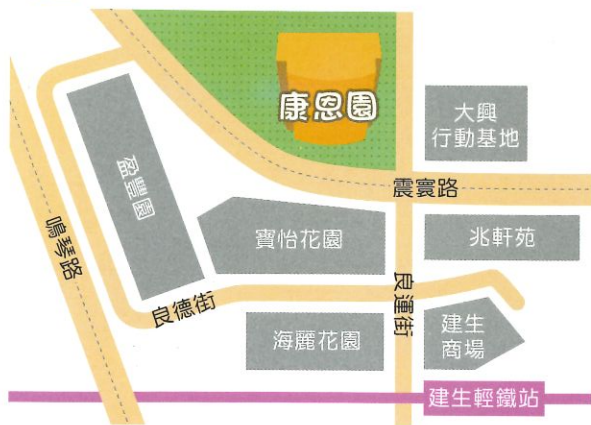 康恩園
大興
行動基地
震寰路
盈豐園
鳴琴路
寶怡花園
兆軒苑
良德街
良運街
海麗花園
建生
商場
建生輕鐵站